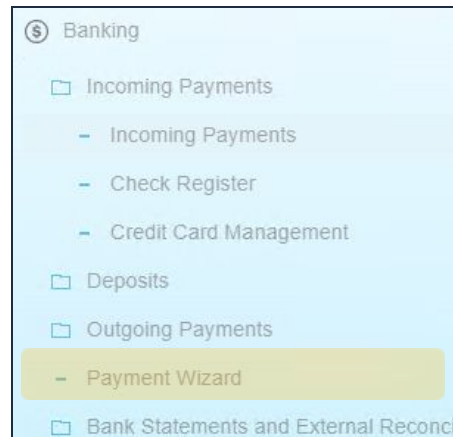 Banking
Incoming Payments
- Incoming Payments
- Check Register
- Credit Card Management
Deposits
Outgoing Payments
- Payment Wizard
Bank Statements and External Reconci